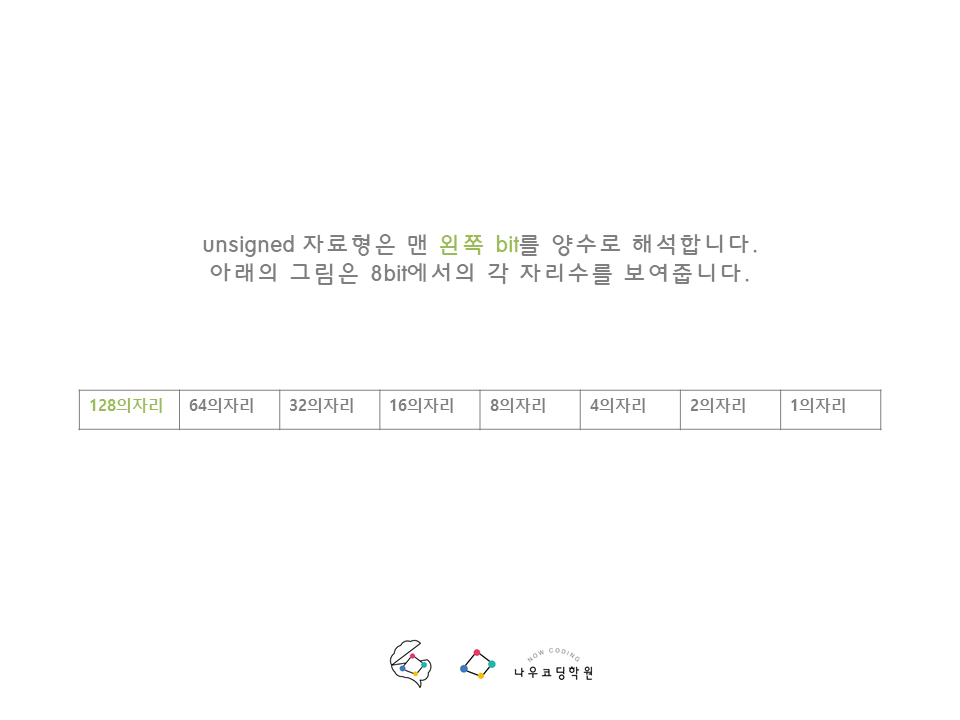 unsigned 자료형은 맨 왼쪽 bit를 양수로 해석합니다.
아래의 그림은 8bit에서의 각 자리수를 보여줍니다.
128의자리 64의자리 32의자리 16의자리 8의자리 4의자리 2의자리 1의자리
NOW CODING
나우코딩학원